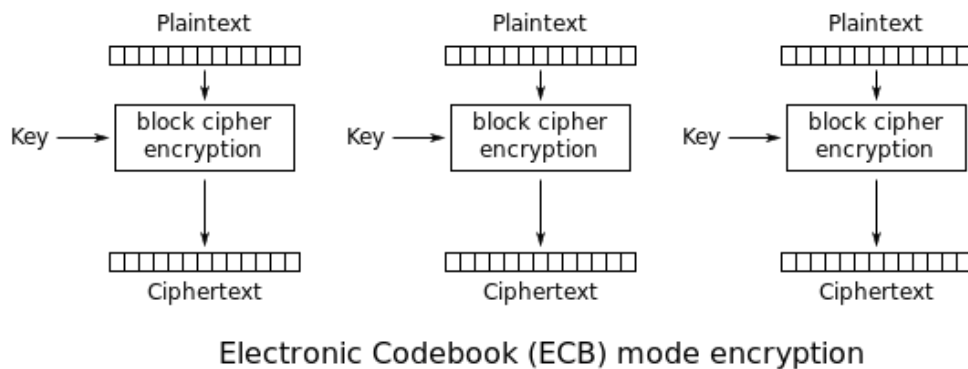 Plaintext Plaintext Plaintext
Key block cipher encryption Key block cipher encryption Key block cipher encryption
Ciphertext Ciphertext Ciphertext
Electronic Codebook (ECB) mode encryption